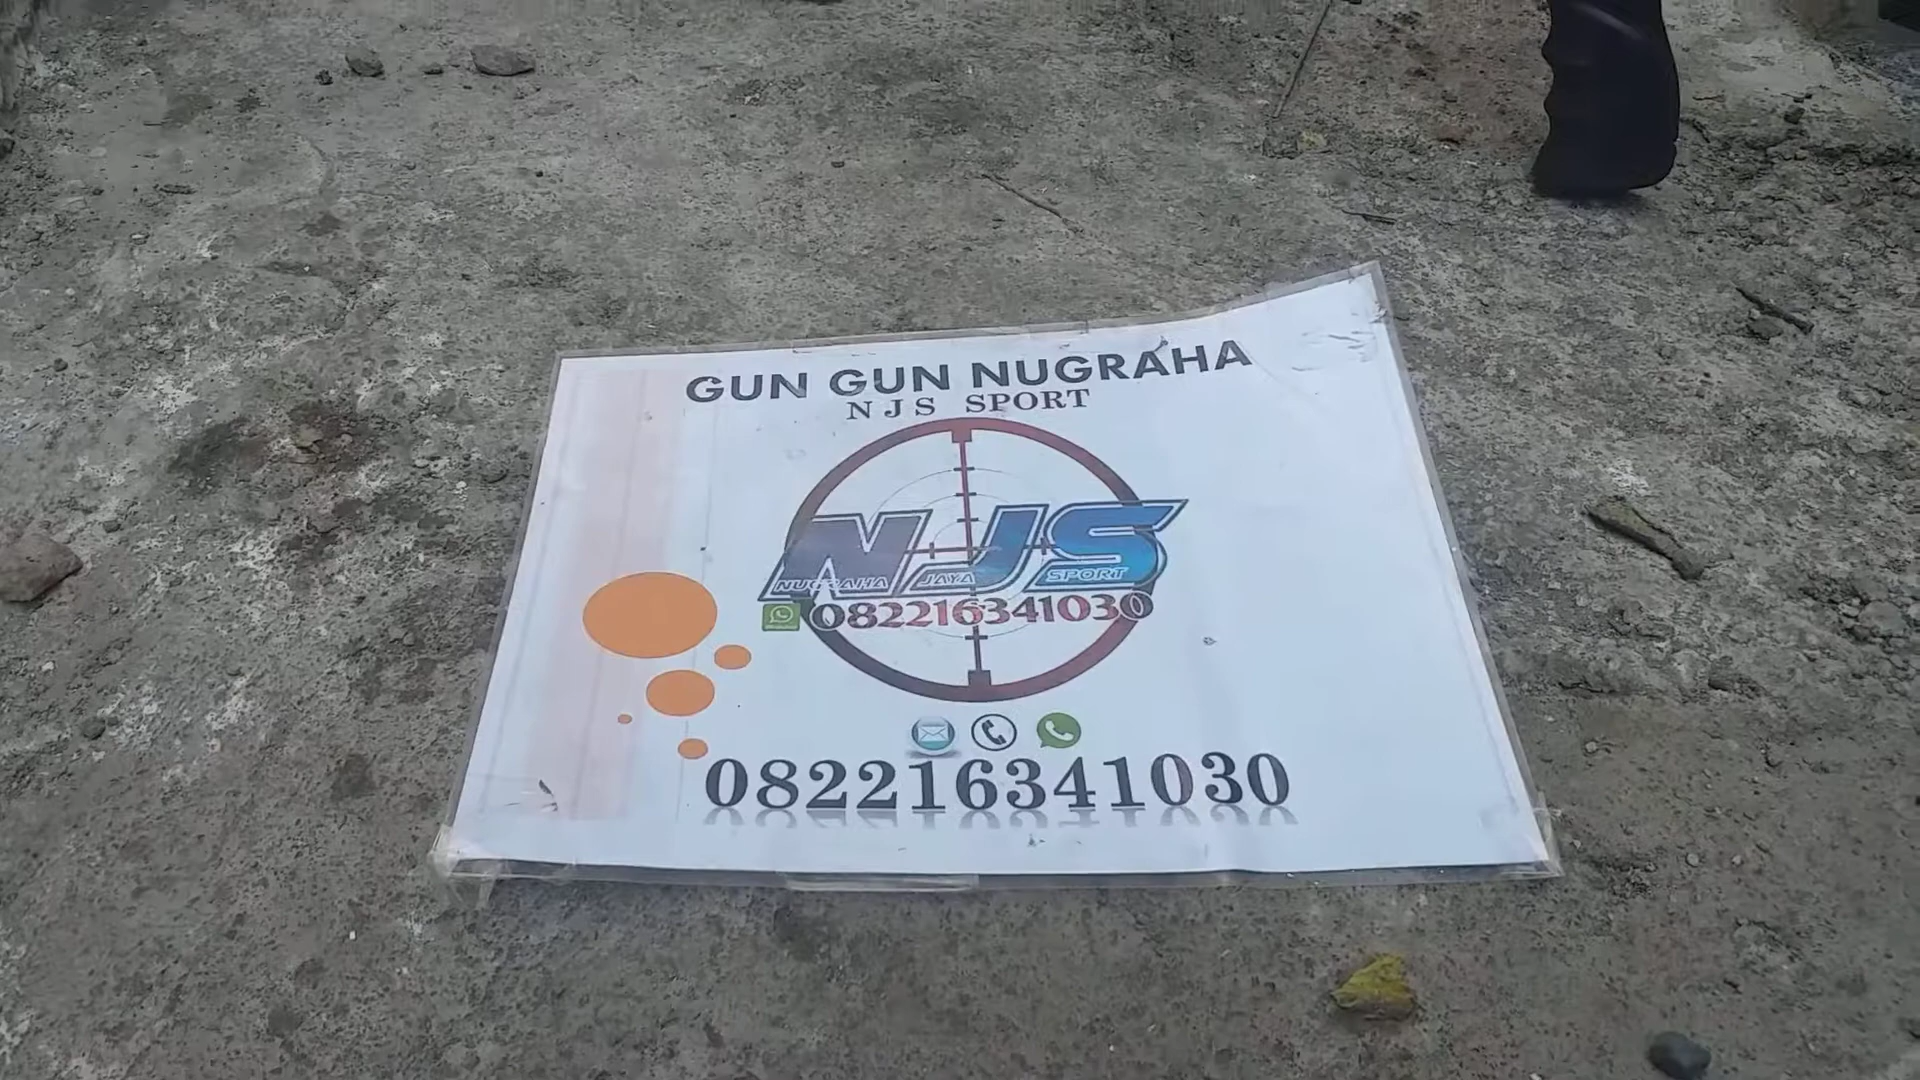 GUN GUN NUGRAHA
NJS SPORT
NJS
NUGRAHA JAYA SPORT
082216341030
082216341030